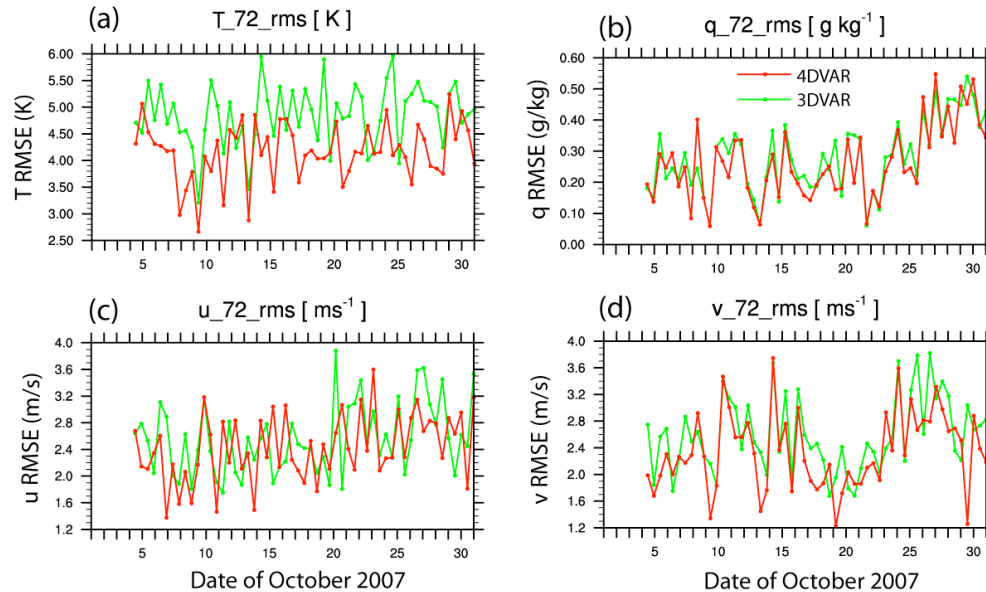 (a)
T_72_rms [ K ]
T RMSE (K)
6.00
5.50
5.00
4.50
4.00
3.50
3.00
2.50
5 10 15 20 25 30
(b)
q_72_rms [ g kg-1 ]
q RMSE (g/kg)
0.60
0.50
0.40
0.30
0.20
0.10
0.00
4DVAR
3DVAR
5 10 15 20 25 30
(c)
u_72_rms [ ms-1 ]
u RMSE (m/s)
4.0
3.6
3.2
2.8
2.4
2.0
1.6
1.2
5 10 15 20 25 30
Date of October 2007
(d)
v_72_rms [ ms-1 ]
v RMSE (m/s)
4.0
3.6
3.2
2.8
2.4
2.0
1.6
1.2
5 10 15 20 25 30
Date of October 2007